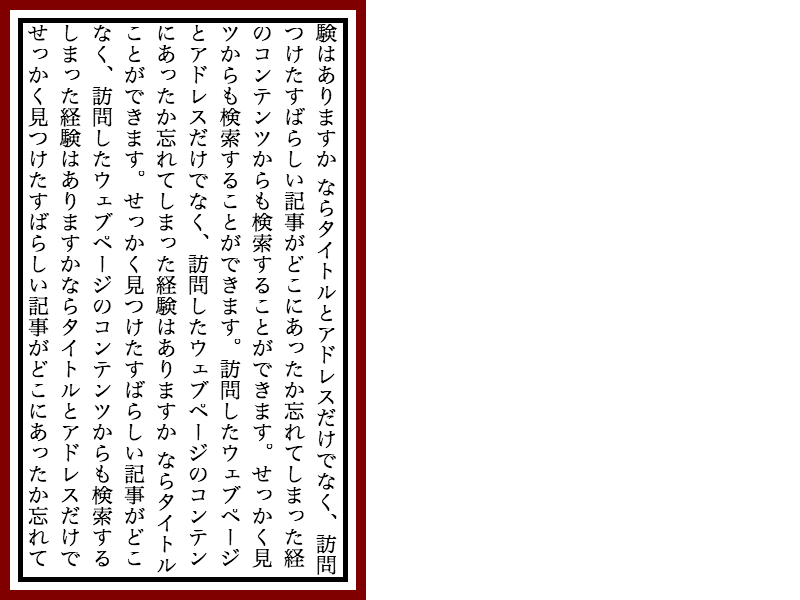 せっかく見つけたすばらしい記事がどこにあったか忘れて
しまった経験はありますかならタイトルとアドレスだけで
なく、訪問したウェブページのコンテンツからも検索する
ことができます。せっかく見つけたすばらしい記事がどこ
にあったか忘れてしまった経験はありますか ならタイトル
とアドレスだけでなく、訪問したウェブページのコンテン
ツからも検索することができます。訪問したウェブページ
のコンテンツからも検索することができます。せっかく見
つけたすばらしい記事がどこにあったか忘れてしまった経
験はありますか ならタイトルとアドレスだけでなく、訪問